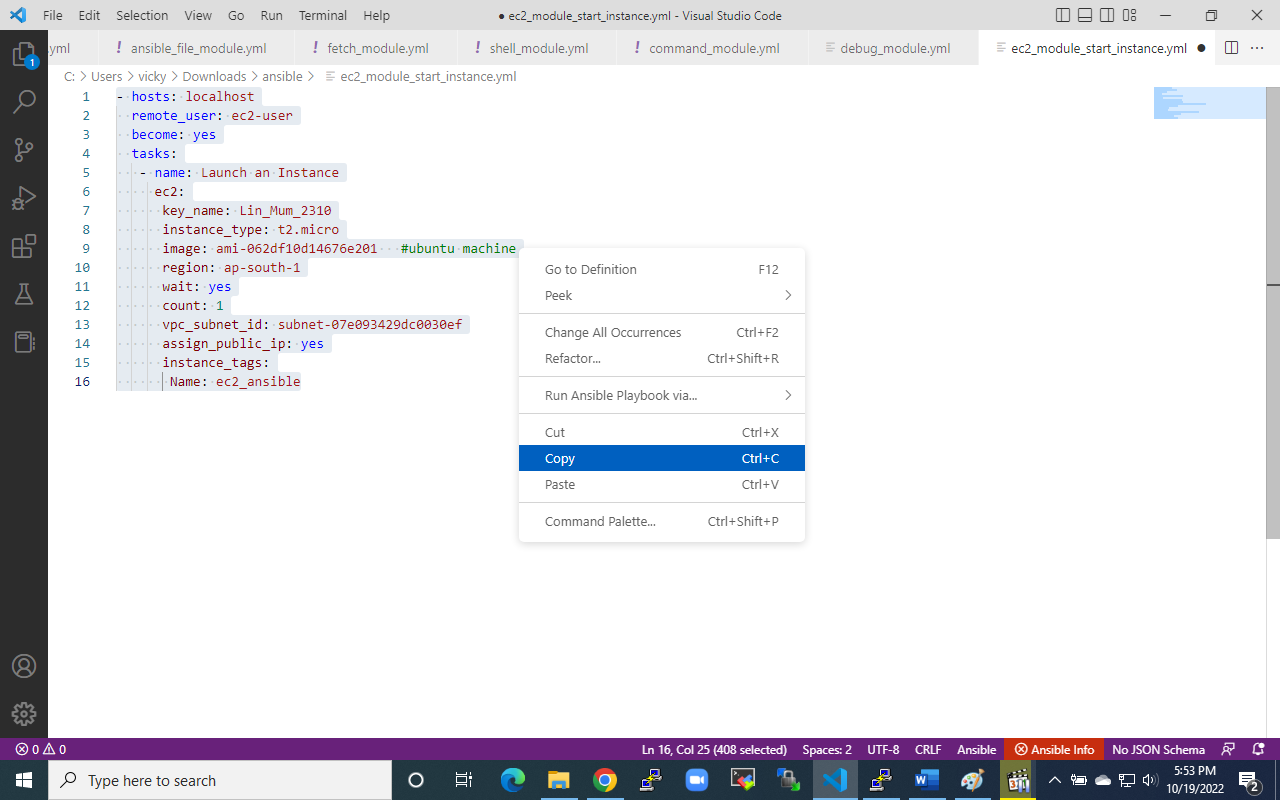 File Edit Selection View Go Run Terminal Help ● ec2_module_start_instance.yml - Visual Studio Code
.yml ! ansible_file_module.yml ! fetch_module.yml ! shell_module.yml ! command_module.yml debug_module.yml ec2_module_start_instance.yml ●
C: > Users > vicky > Downloads > ansible > ec2_module_start_instance.yml
1 - hosts: localhost
2 remote_user: ec2-user
3 become: yes
4 tasks:
5 - name: Launch an Instance
6 ec2:
7 key_name: Lin_Mum_2310
8 instance_type: t2.micro
9 image: ami-062df10d14676e201 #ubuntu machine
10 region: ap-south-1
11 wait: yes
12 count: 1
13 vpc_subnet_id: subnet-07e093429dc0030ef
14 assign_public_ip: yes
15 instance_tags:
16 Name: ec2_ansible
Go to Definition F12
Peek
Change All Occurrences Ctrl+F2
Refactor... Ctrl+Shift+R
Run Ansible Playbook via...
Cut Ctrl+X
Copy Ctrl+C
Paste Ctrl+V
Command Palette... Ctrl+Shift+P
1
0 0 Ln 16, Col 25 (408 selected) Spaces: 2 UTF-8 CRLF Ansible Ansible Info No JSON Schema
Type here to search
5:53 PM
10/19/2022
2